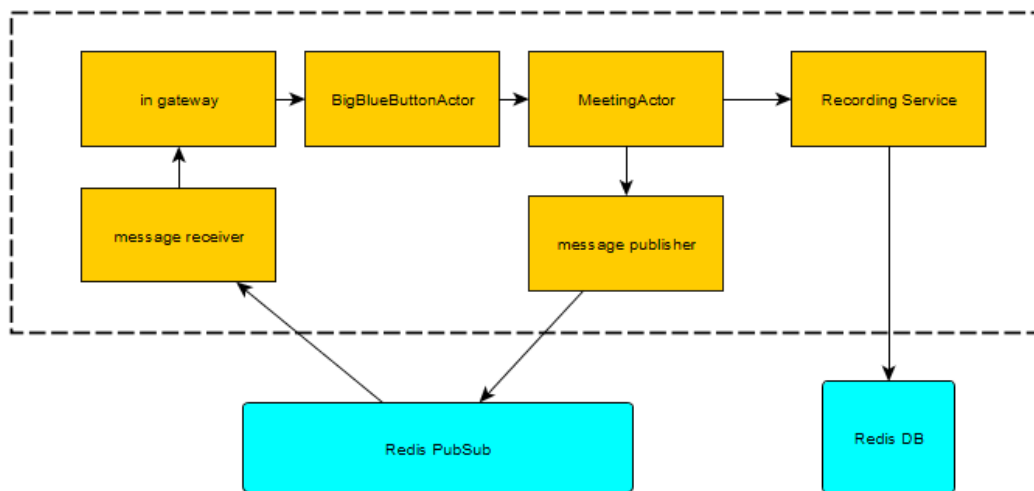 in gateway
BigBlueButtonActor
MeetingActor
Recording Service
message receiver
message publisher
Redis PubSub
Redis DB